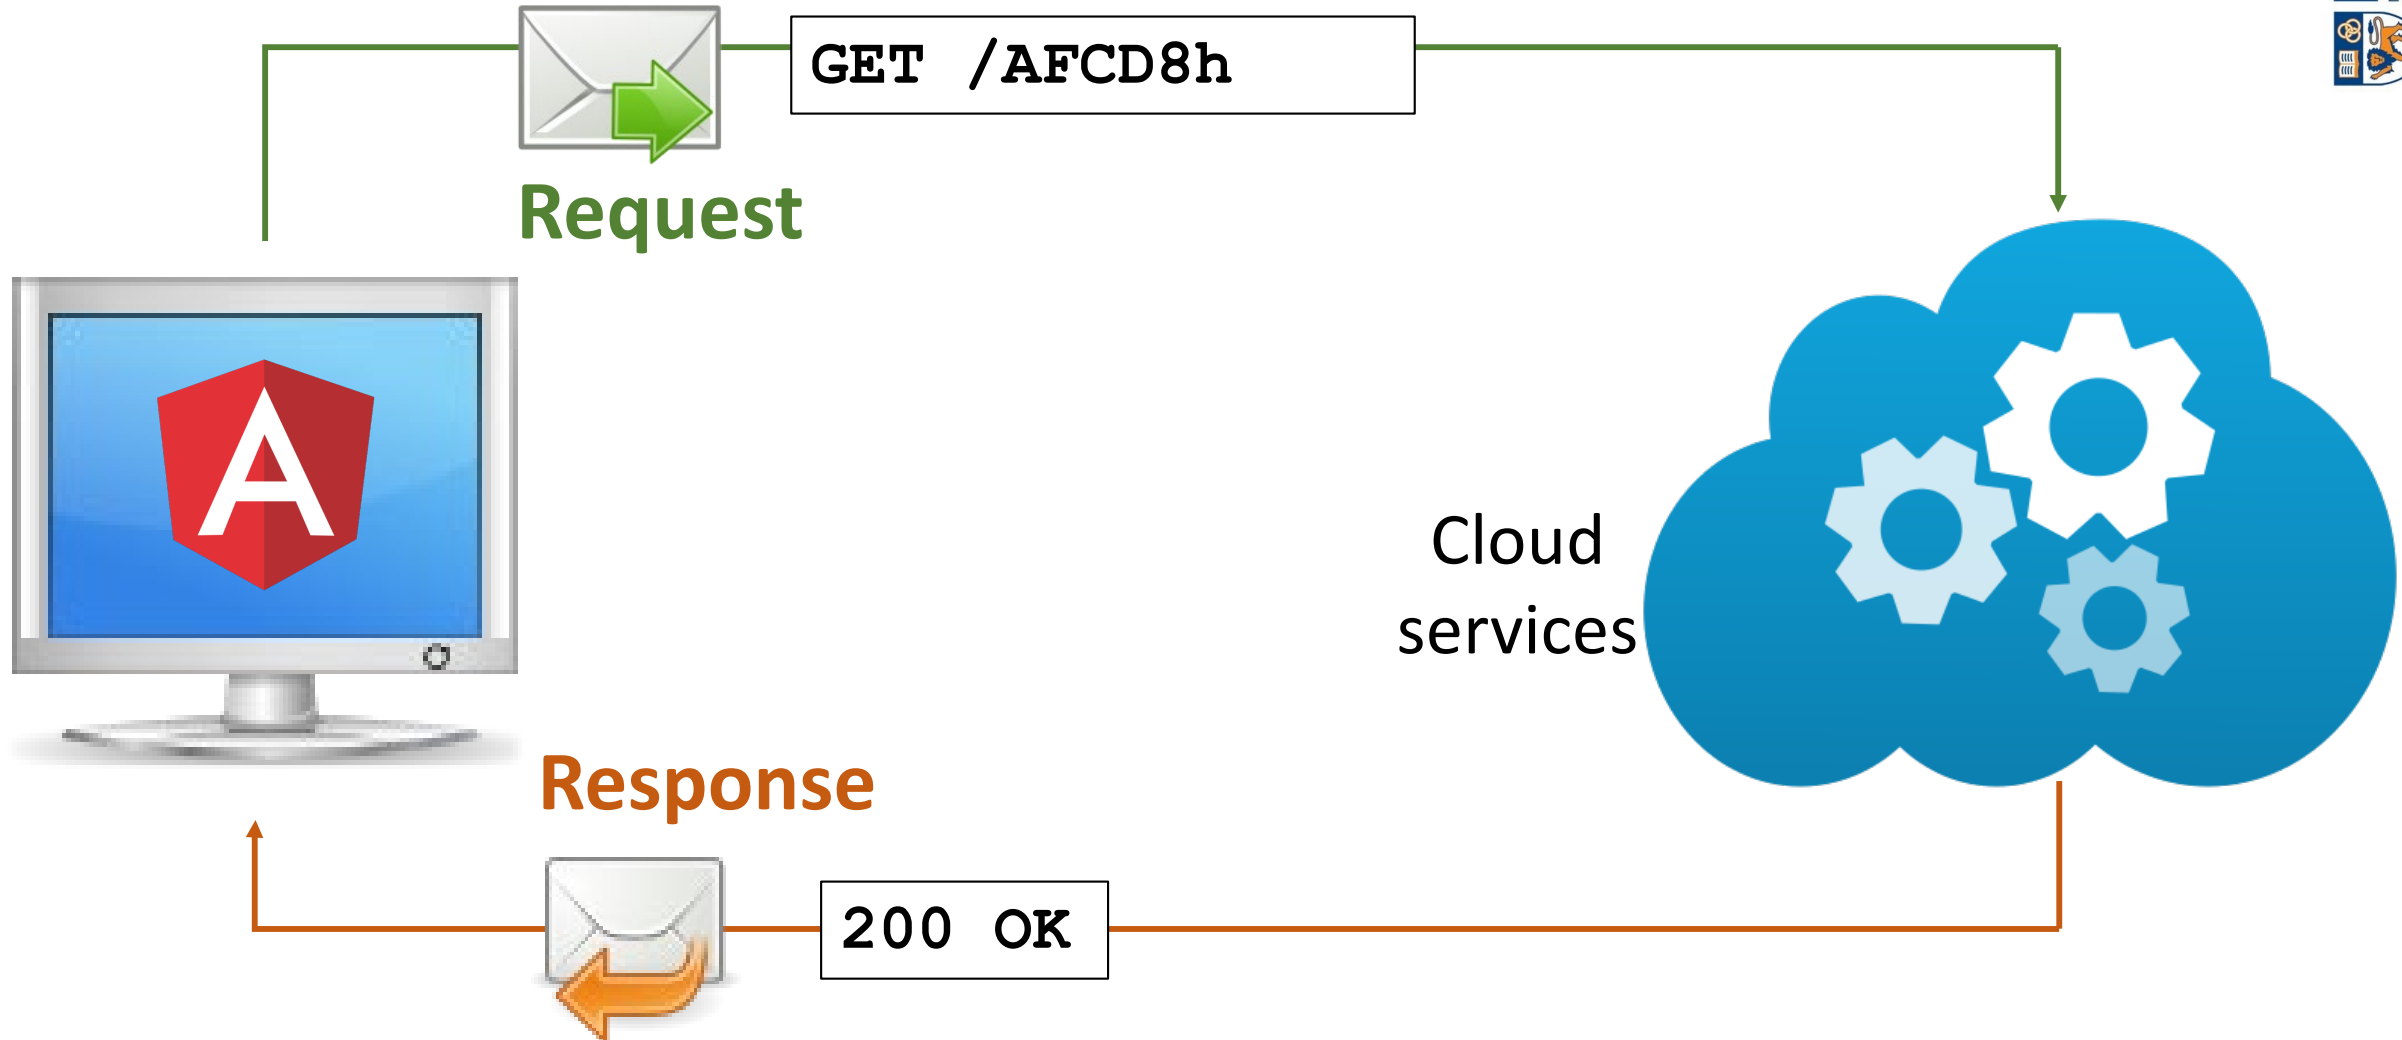 GET /AFCD8h
Request
A
Cloud
services
Response
200 OK